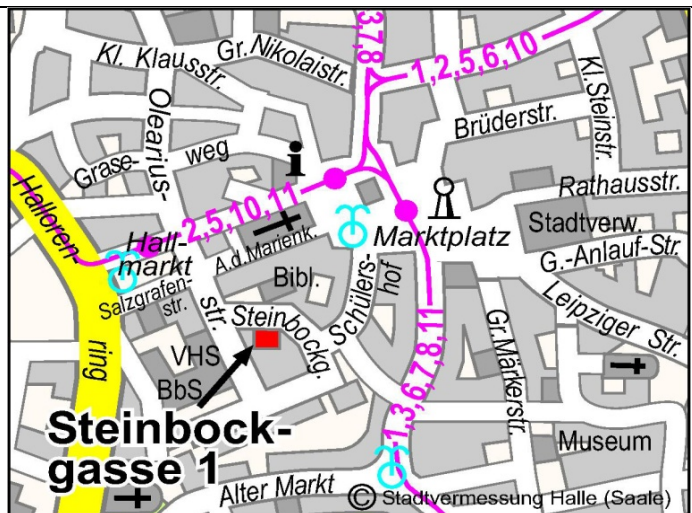 Kl. Klausstr.
Gr. Nikolaistr.
3,7,8
1,2,5,6,10
Kl. Steinstr.
Brüderstr.
Olearius-
str.
Grase-
weg
i
Rathausstr.
Halloren-
ring
2,5,10,11
Stadtverw.
Hall-
markt
A.d.Marienk.
Marktplatz
G.-Anlauf-Str.
Salzgrafen-
str.
Bibl.
Schülers-
hof
Leipziger Str.
Steinbockg.
VHS
BbS
1,3,6,7,8,11
Gr.Märkerstr.
Steinbock-
gasse 1
Museum
Alter Markt
© Stadtvermessung Halle (Saale)